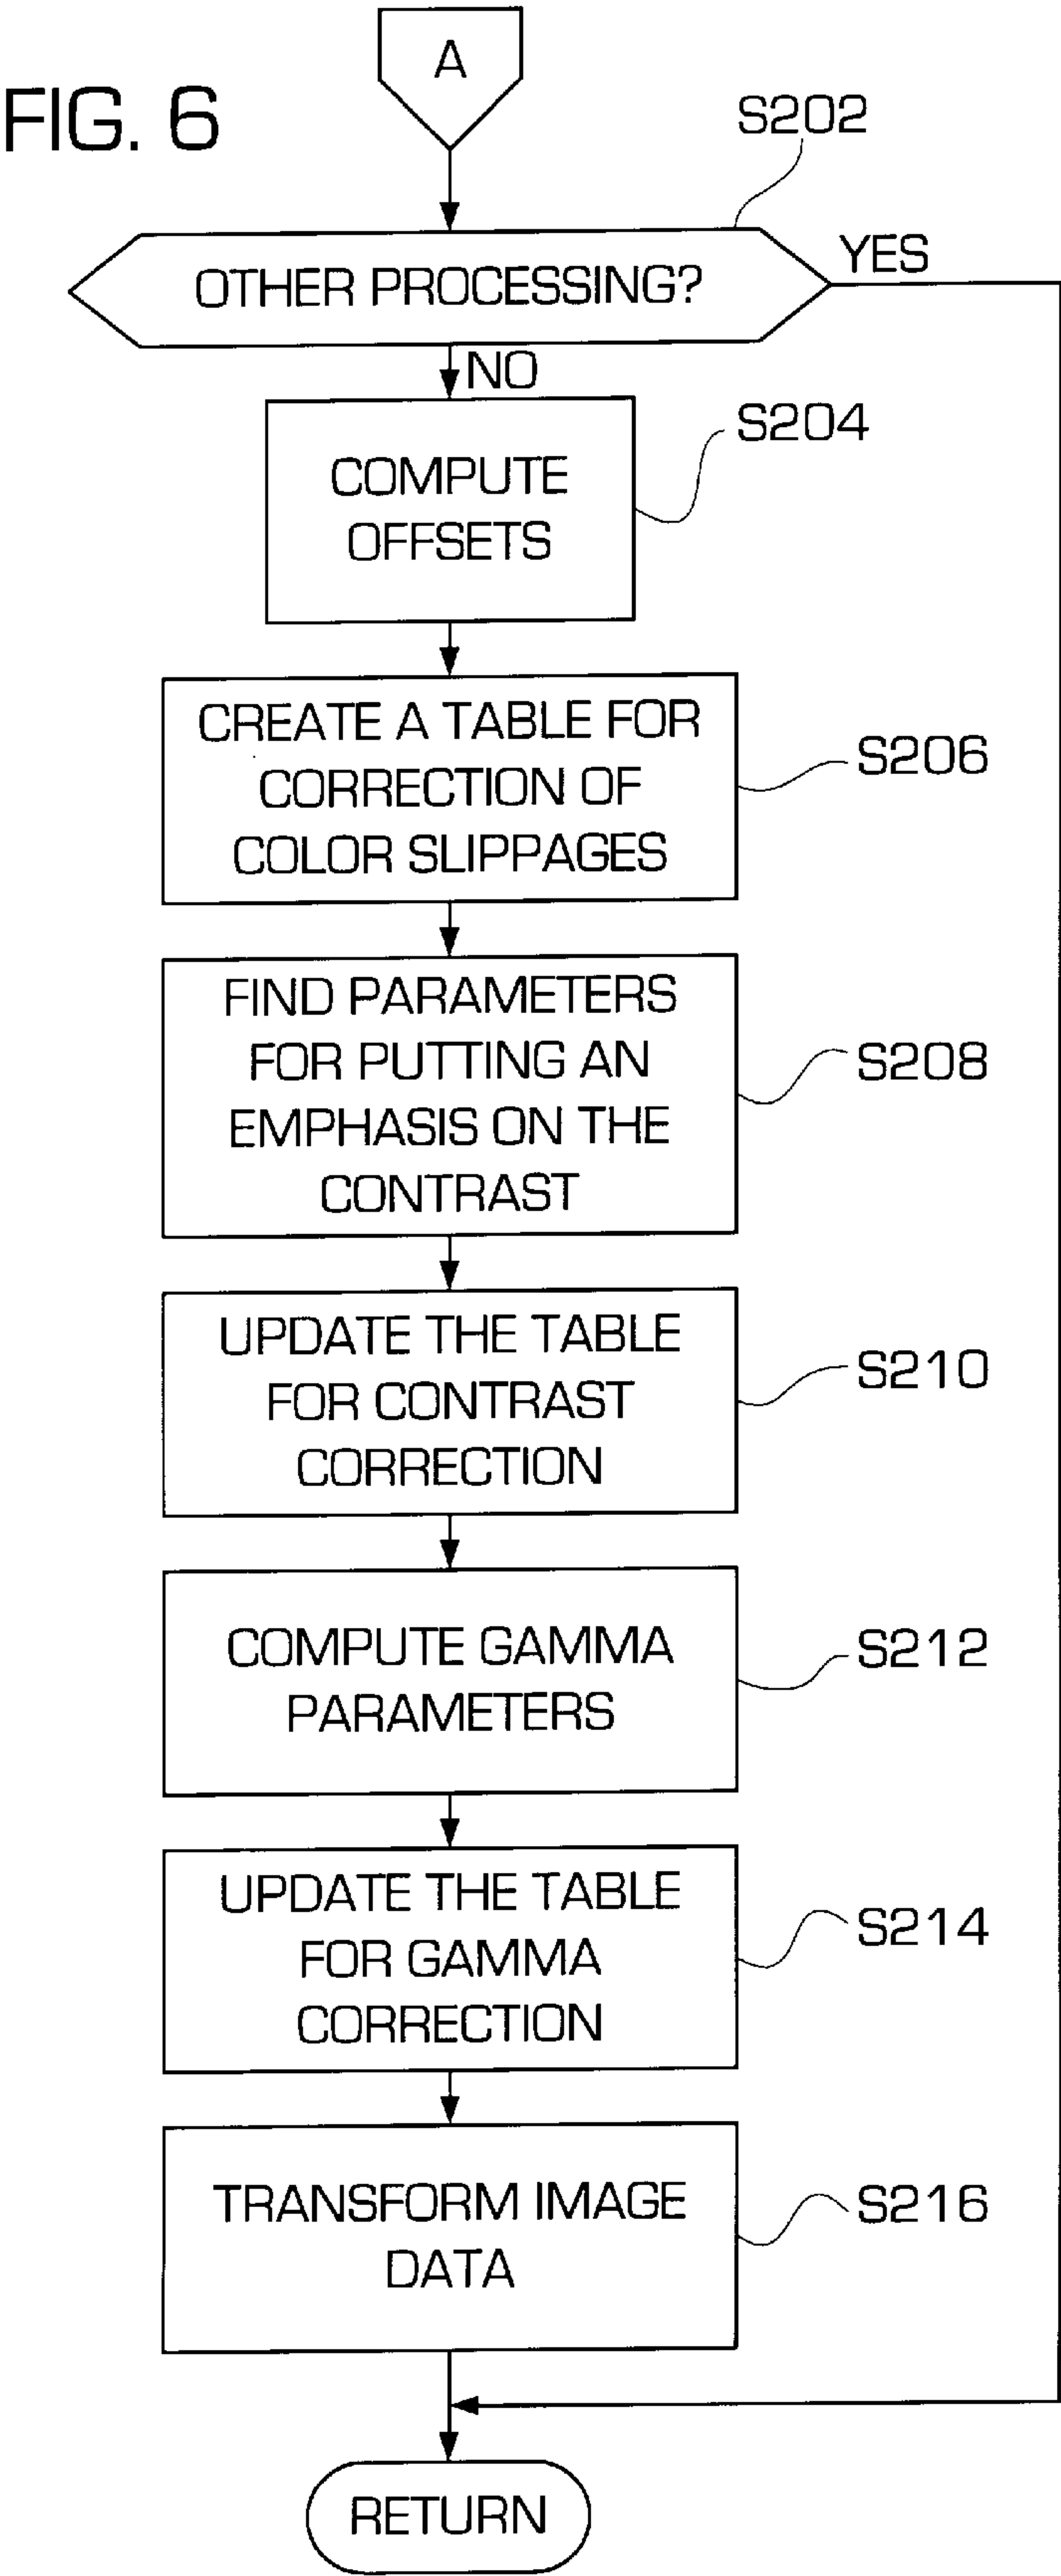 FIG. 6
A
S202
OTHER PROCESSING?
YES
NO
S204
COMPUTE
OFFSETS
CREATE A TABLE FOR
CORRECTION OF
COLOR SLIPPAGES
S206
FIND PARAMETERS
FOR PUTTING AN
EMPHASIS ON THE
CONTRAST
S208
UPDATE THE TABLE
FOR CONTRAST
CORRECTION
S210
COMPUTE GAMMA
PARAMETERS
S212
UPDATE THE TABLE
FOR GAMMA
CORRECTION
S214
TRANSFORM IMAGE
DATA
S216
RETURN